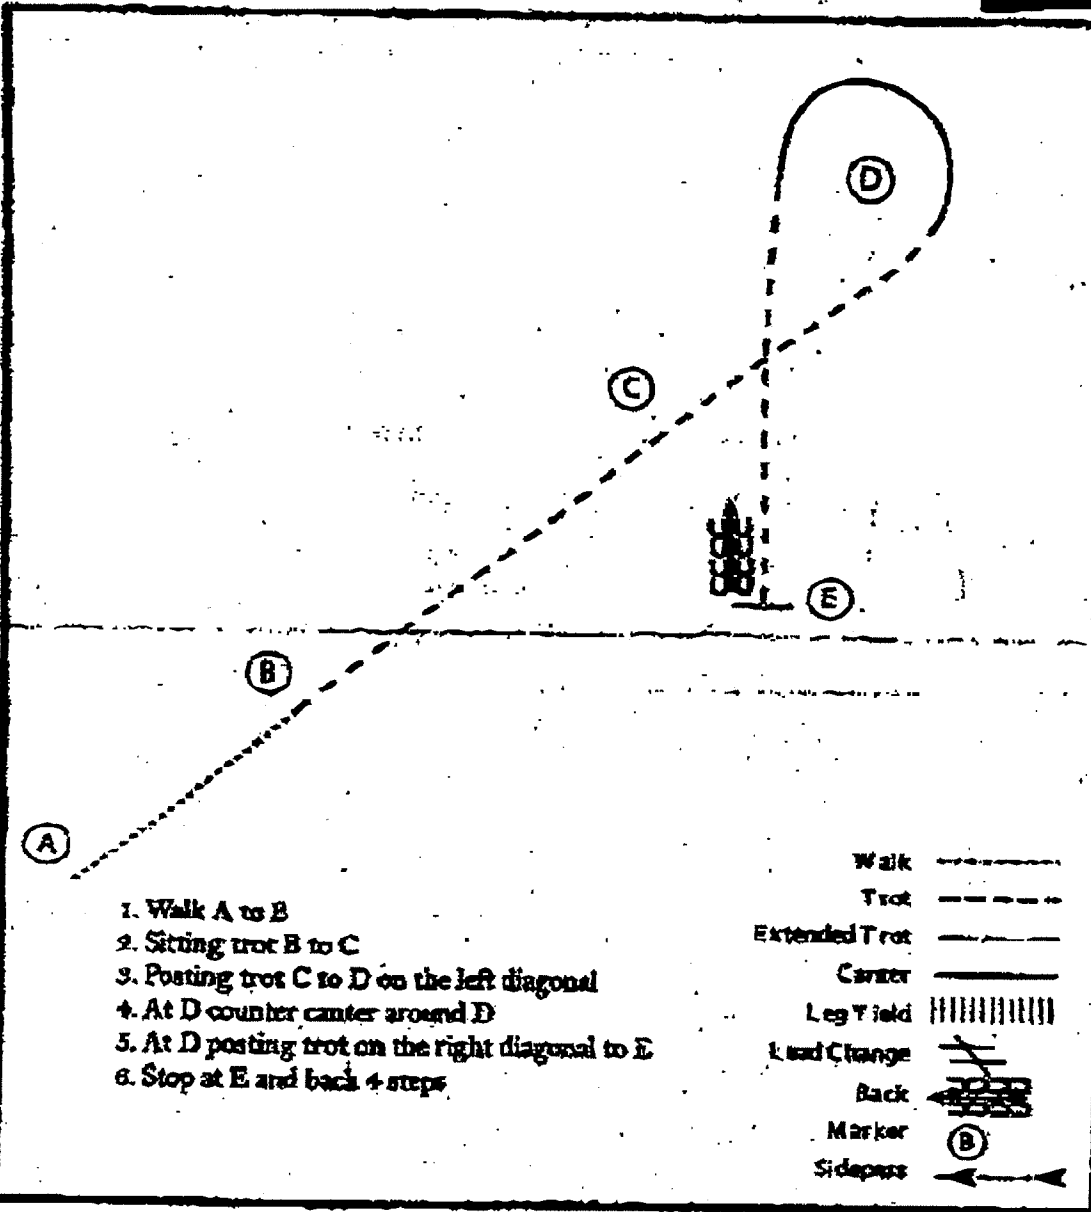 D
C
E
B
A
1. Walk A to B
2. Sitting trot B to C
3. Posting trot C to D on the left diagonal
4. At D counter canter around D
5. At D posting trot on the right diagonal to E
6. Stop at E and back 4 steps
Walk
Trot
Extended Trot
Canter
Leg Yield
Lead Change
Back
Marker B
Sidepass